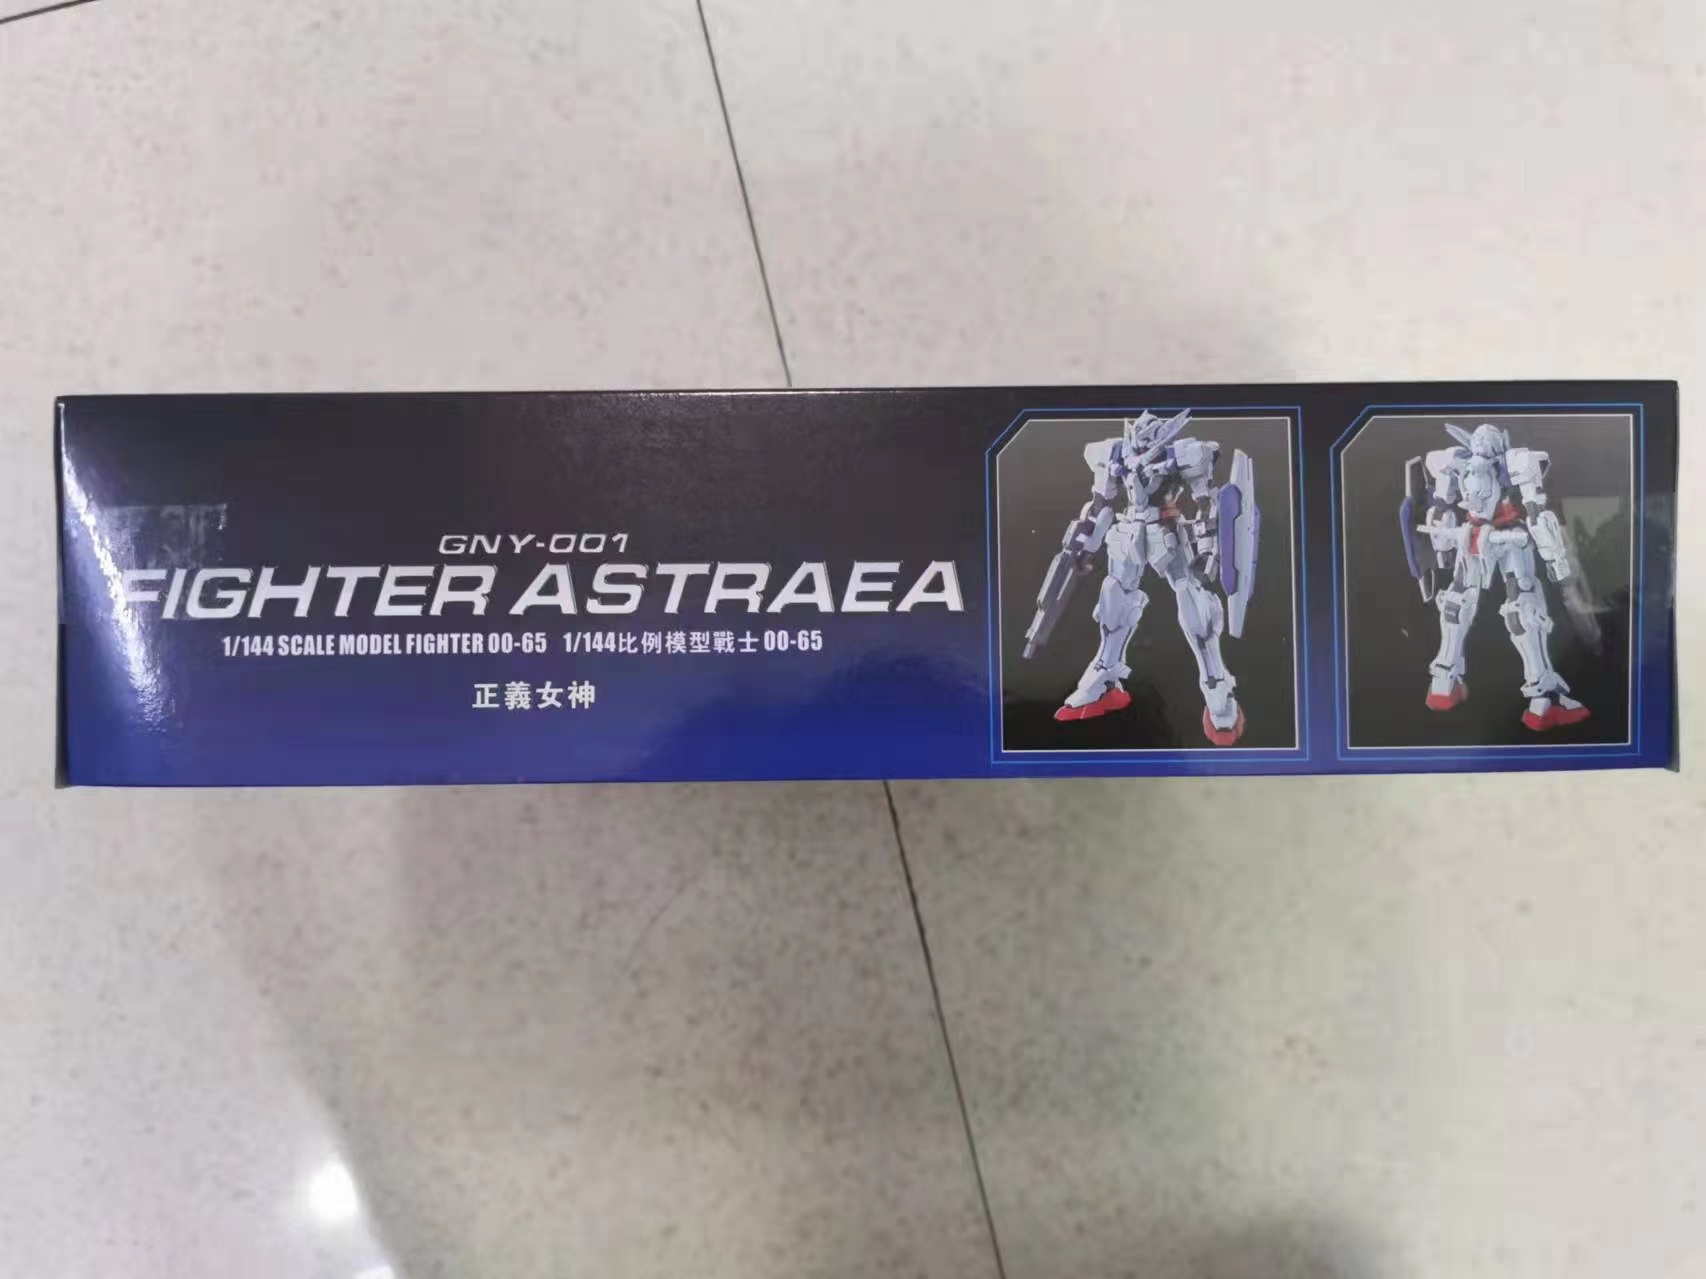 GNY-001
FIGHTER ASTRAEA
1/144 SCALE MODEL FIGHTER 00-65 1/144比例模型戰士 00-65
正義女神